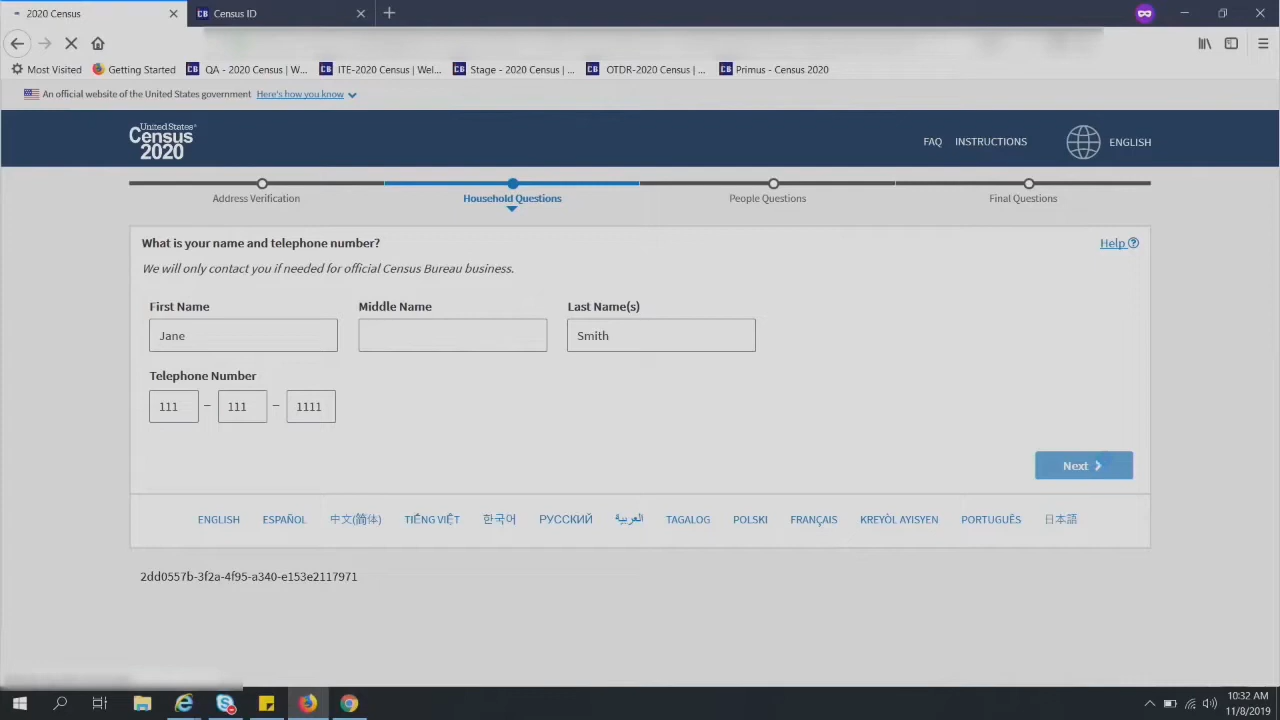 2020 Census
Census ID
Most Visited
Getting Started
QA - 2020 Census | W...
ITE-2020 Census | Wel...
Stage - 2020 Census | ...
OTDR-2020 Census | ...
Primus - Census 2020
An official website of the United States government Here's how you know
United States®
Census
2020
FAQ INSTRUCTIONS ENGLISH
Address Verification
Household Questions
People Questions
Final Questions
What is your name and telephone number?
Help
We will only contact you if needed for official Census Bureau business.
First Name
Middle Name
Last Name(s)
Jane
Smith
Telephone Number
111 – 111 – 1111
Next
ENGLISH ESPAÑOL 中文(简体) TIẾNG VIỆT 한국어 РУССКИЙ العربية TAGALOG POLSKI FRANÇAIS KREYÒL AYISYEN PORTUGUÊS 日本語
2dd0557b-3f2a-4f95-a340-e153e2117971
10:32 AM
11/8/2019